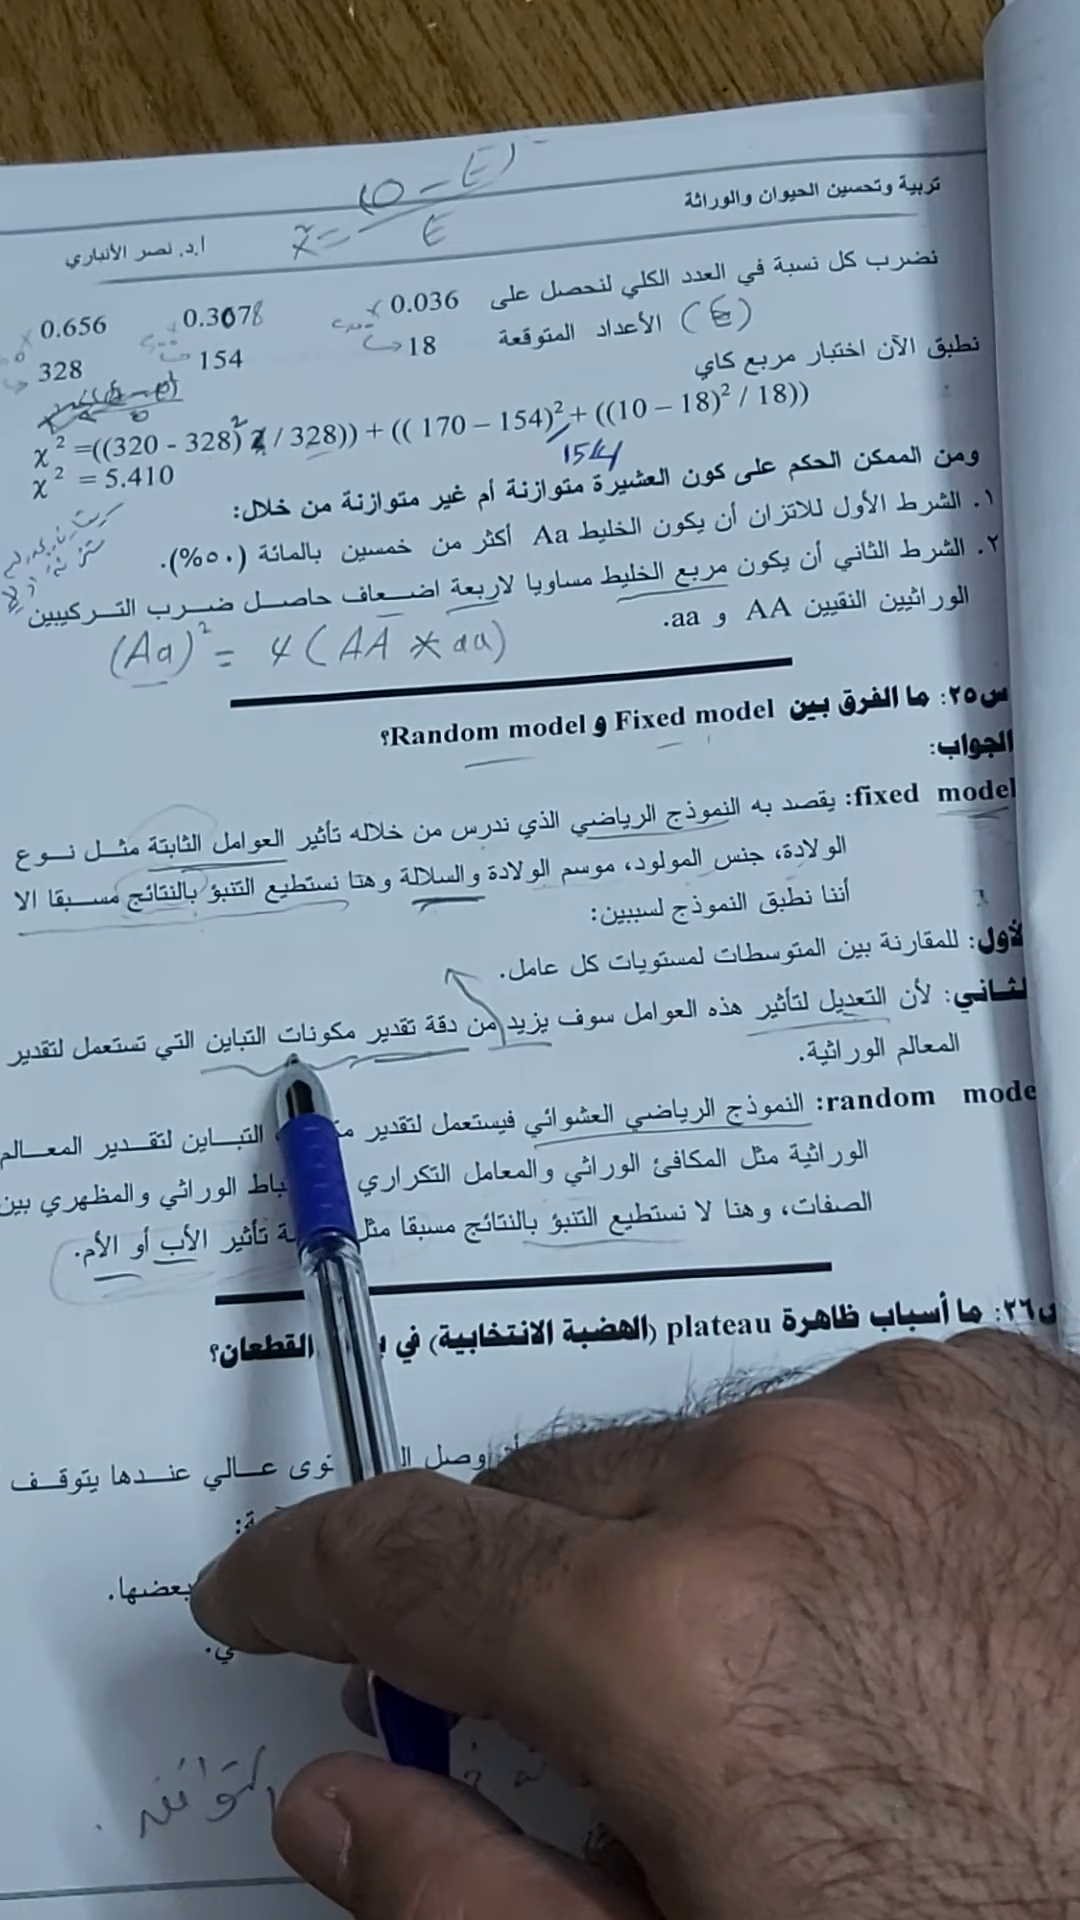 (O - E)
x² = E
تربية وتحسين الحيوان والوراثة
أ.د. نصر الأنباري
نضرب كل نسبة في العدد الكلي لنحصل على 0.036 0.3078 0.656
(E) الأعداد المتوقعة 18 154 328
نطبق الآن اختبار مربع كاي
χ² =((320 - 328)² / 328)) + (( 170 – 154)² + ((10 – 18)² / 18))
154
χ² = 5.410
ومن الممكن الحكم على كون العشيرة متوازنة أم غير متوازنة من خلال:
١. الشرط الأول للاتزان أن يكون الخليط Aa أكثر من خمسين بالمائة (٥٠%).
٢. الشرط الثاني أن يكون مربع الخليط مساويا لاربعة اضعاف حاصل ضرب التركيبين
الوراثيين النقيين AA و aa.
(Aa)² = 4 (AA * aa)
س٢٥: ما الفرق بين Fixed model و Random model؟
الجواب:
fixed model: يقصد به النموذج الرياضي الذي ندرس من خلاله تأثير العوامل الثابتة مثل نوع
الولادة، جنس المولود، موسم الولادة والسلالة وهنا نستطيع التنبؤ بالنتائج مسبقا الا
أننا نطبق النموذج لسببين:
لأول: للمقارنة بين المتوسطات لمستويات كل عامل.
لثاني: لأن التعديل لتأثير هذه العوامل سوف يزيد من دقة تقدير مكونات التباين التي تستعمل لتقدير
المعالم الوراثية.
random mode: النموذج الرياضي العشوائي فيستعمل لتقدير التباين لتقدير المعالم
الوراثية مثل المكافئ الوراثي والمعامل التكراري باط الوراثي والمظهري بين
الصفات، وهنا لا نستطيع التنبؤ بالنتائج مسبقا مثل ة تأثير الأب أو الأم.
س٢٦: ما أسباب ظاهرة plateau (الهضبة الانتخابية) في القطعان؟
وصل توى عالي عندها يتوقف
بعضها.